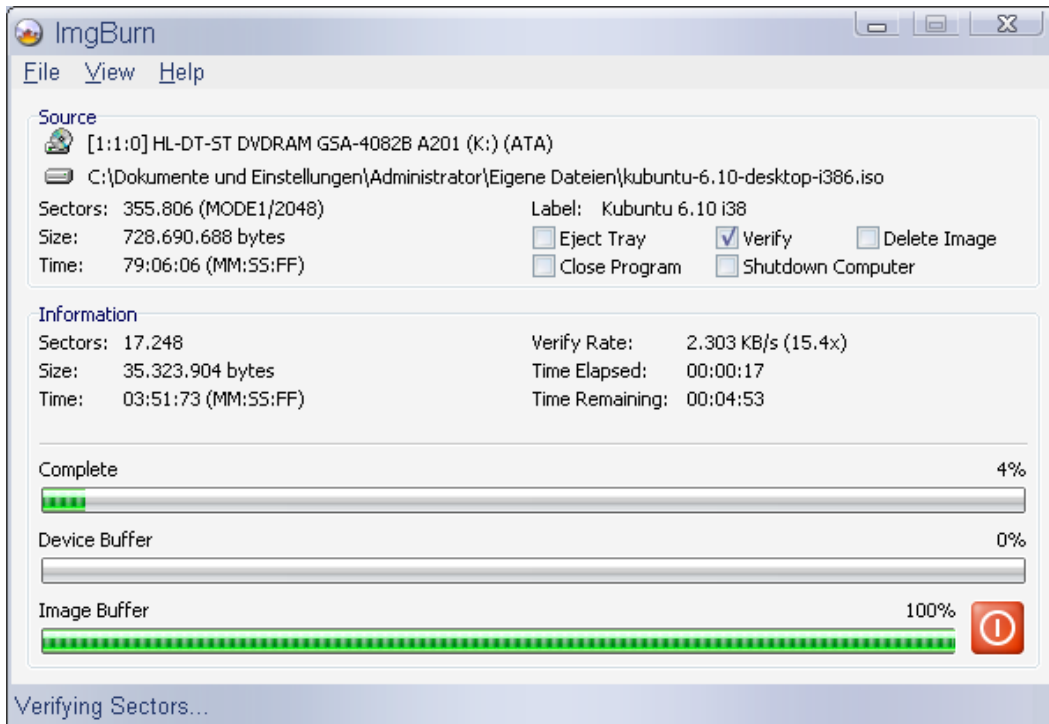 ImgBurn
File View Help
Source
[1:1:0] HL-DT-ST DVDRAM GSA-4082B A201 (K:) (ATA)
C:\Dokumente und Einstellungen\Administrator\Eigene Dateien\kubuntu-6.10-desktop-i386.iso
Sectors: 355.806 (MODE1/2048) Label: Kubuntu 6.10 i38
Size: 728.690.688 bytes Eject Tray Verify Delete Image
Time: 79:06:06 (MM:SS:FF) Close Program Shutdown Computer
Information
Sectors: 17.248 Verify Rate: 2.303 KB/s (15.4x)
Size: 35.323.904 bytes Time Elapsed: 00:00:17
Time: 03:51:73 (MM:SS:FF) Time Remaining: 00:04:53
Complete 4%
Device Buffer 0%
Image Buffer 100%
Verifying Sectors...